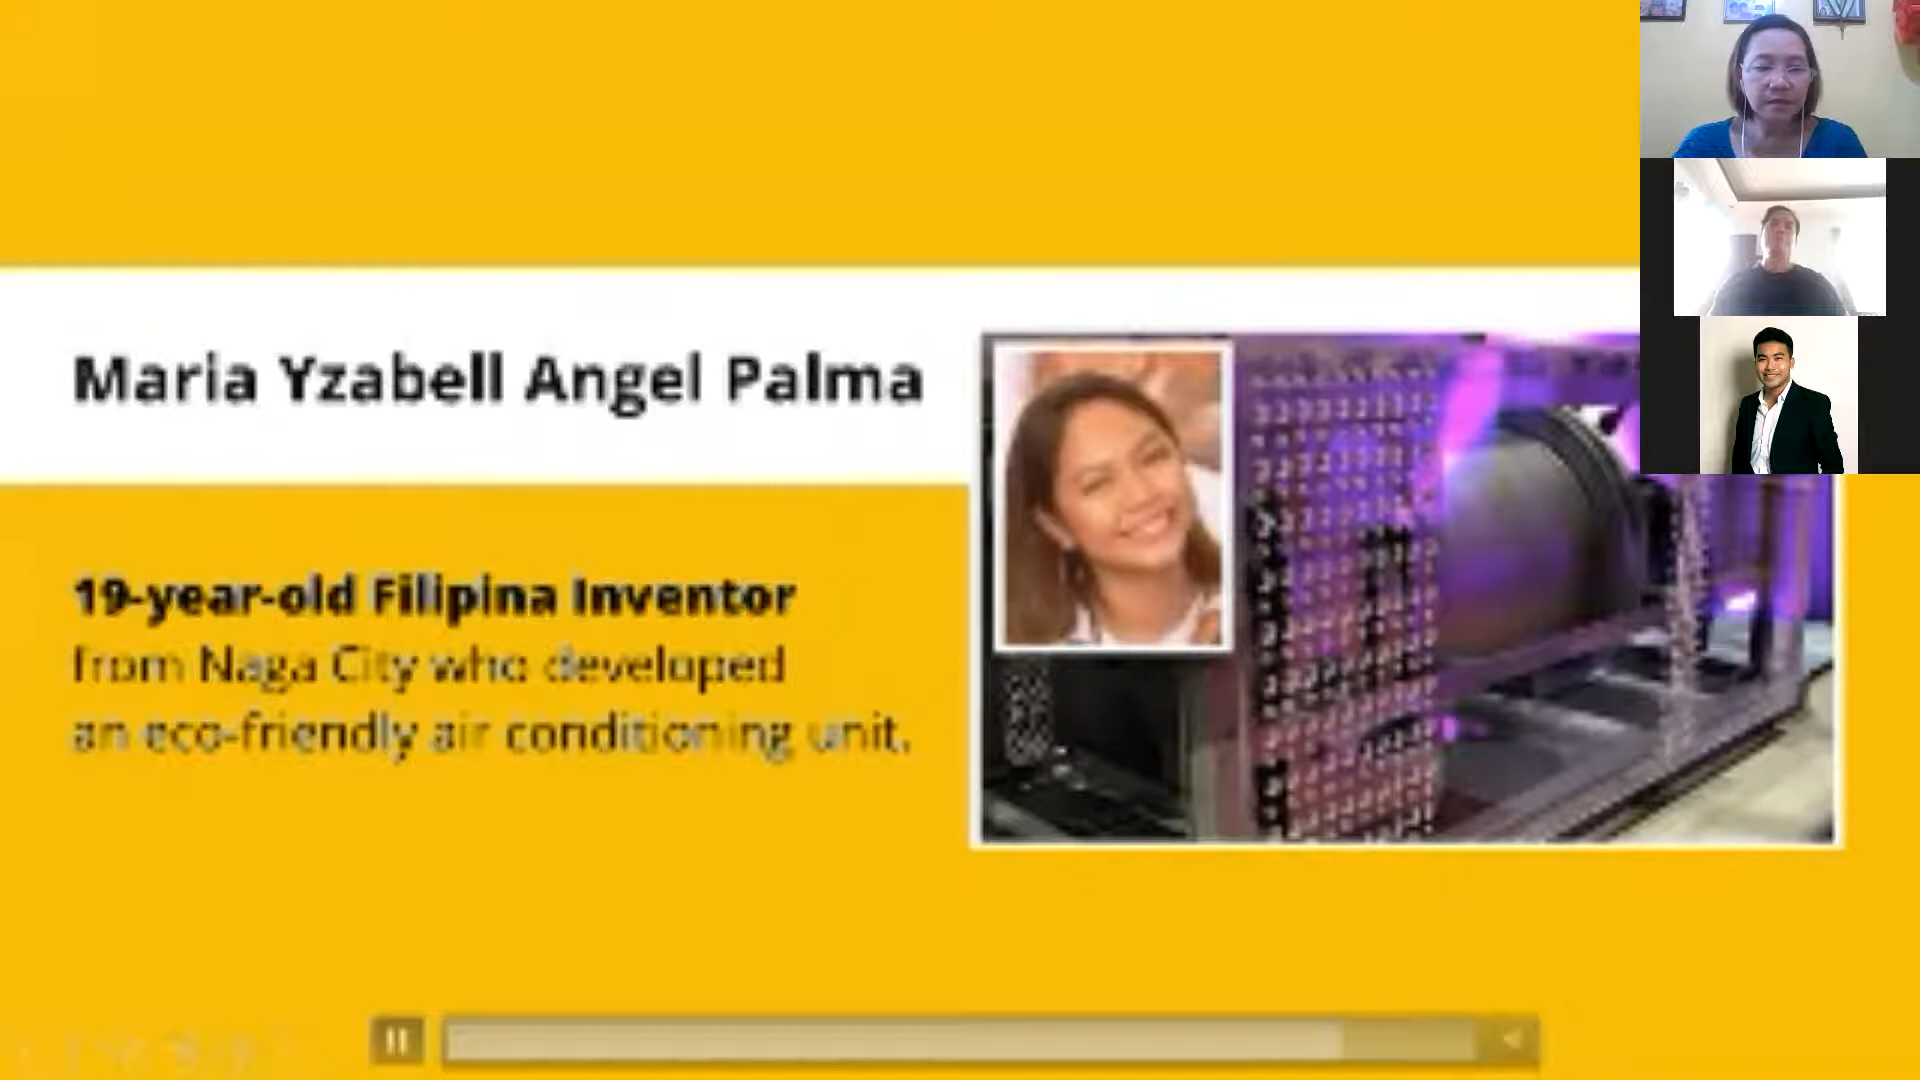 Maria Yzabell Angel Palma
19-year-old Filipina Inventor
from Naga City who developed
an eco-friendly air conditioning unit.